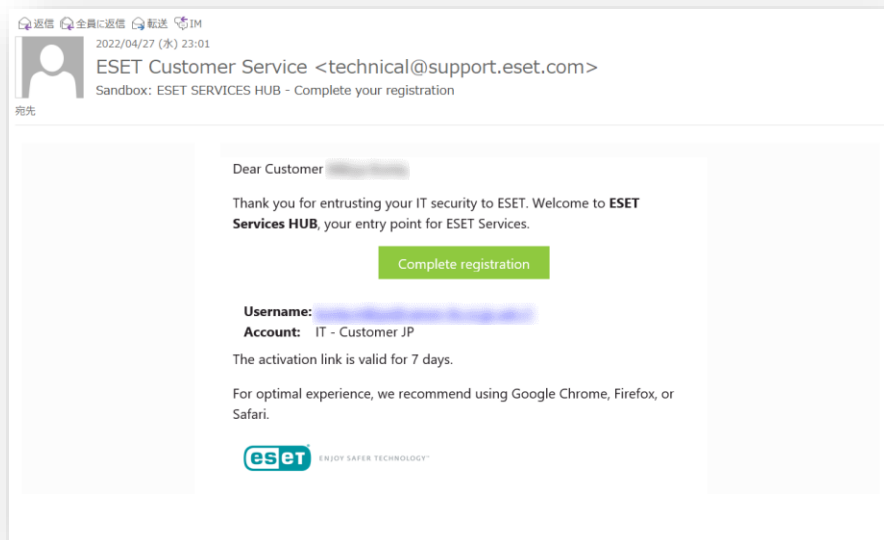 返信 全員に返信 転送 IM
2022/04/27 (水) 23:01
ESET Customer Service <technical@support.eset.com>
Sandbox: ESET SERVICES HUB - Complete your registration
宛先
Dear Customer
Thank you for entrusting your IT security to ESET. Welcome to ESET
Services HUB, your entry point for ESET Services.
Complete registration
Username:
Account: IT - Customer JP
The activation link is valid for 7 days.
For optimal experience, we recommend using Google Chrome, Firefox, or
Safari.
eseT ENJOY SAFER TECHNOLOGY™